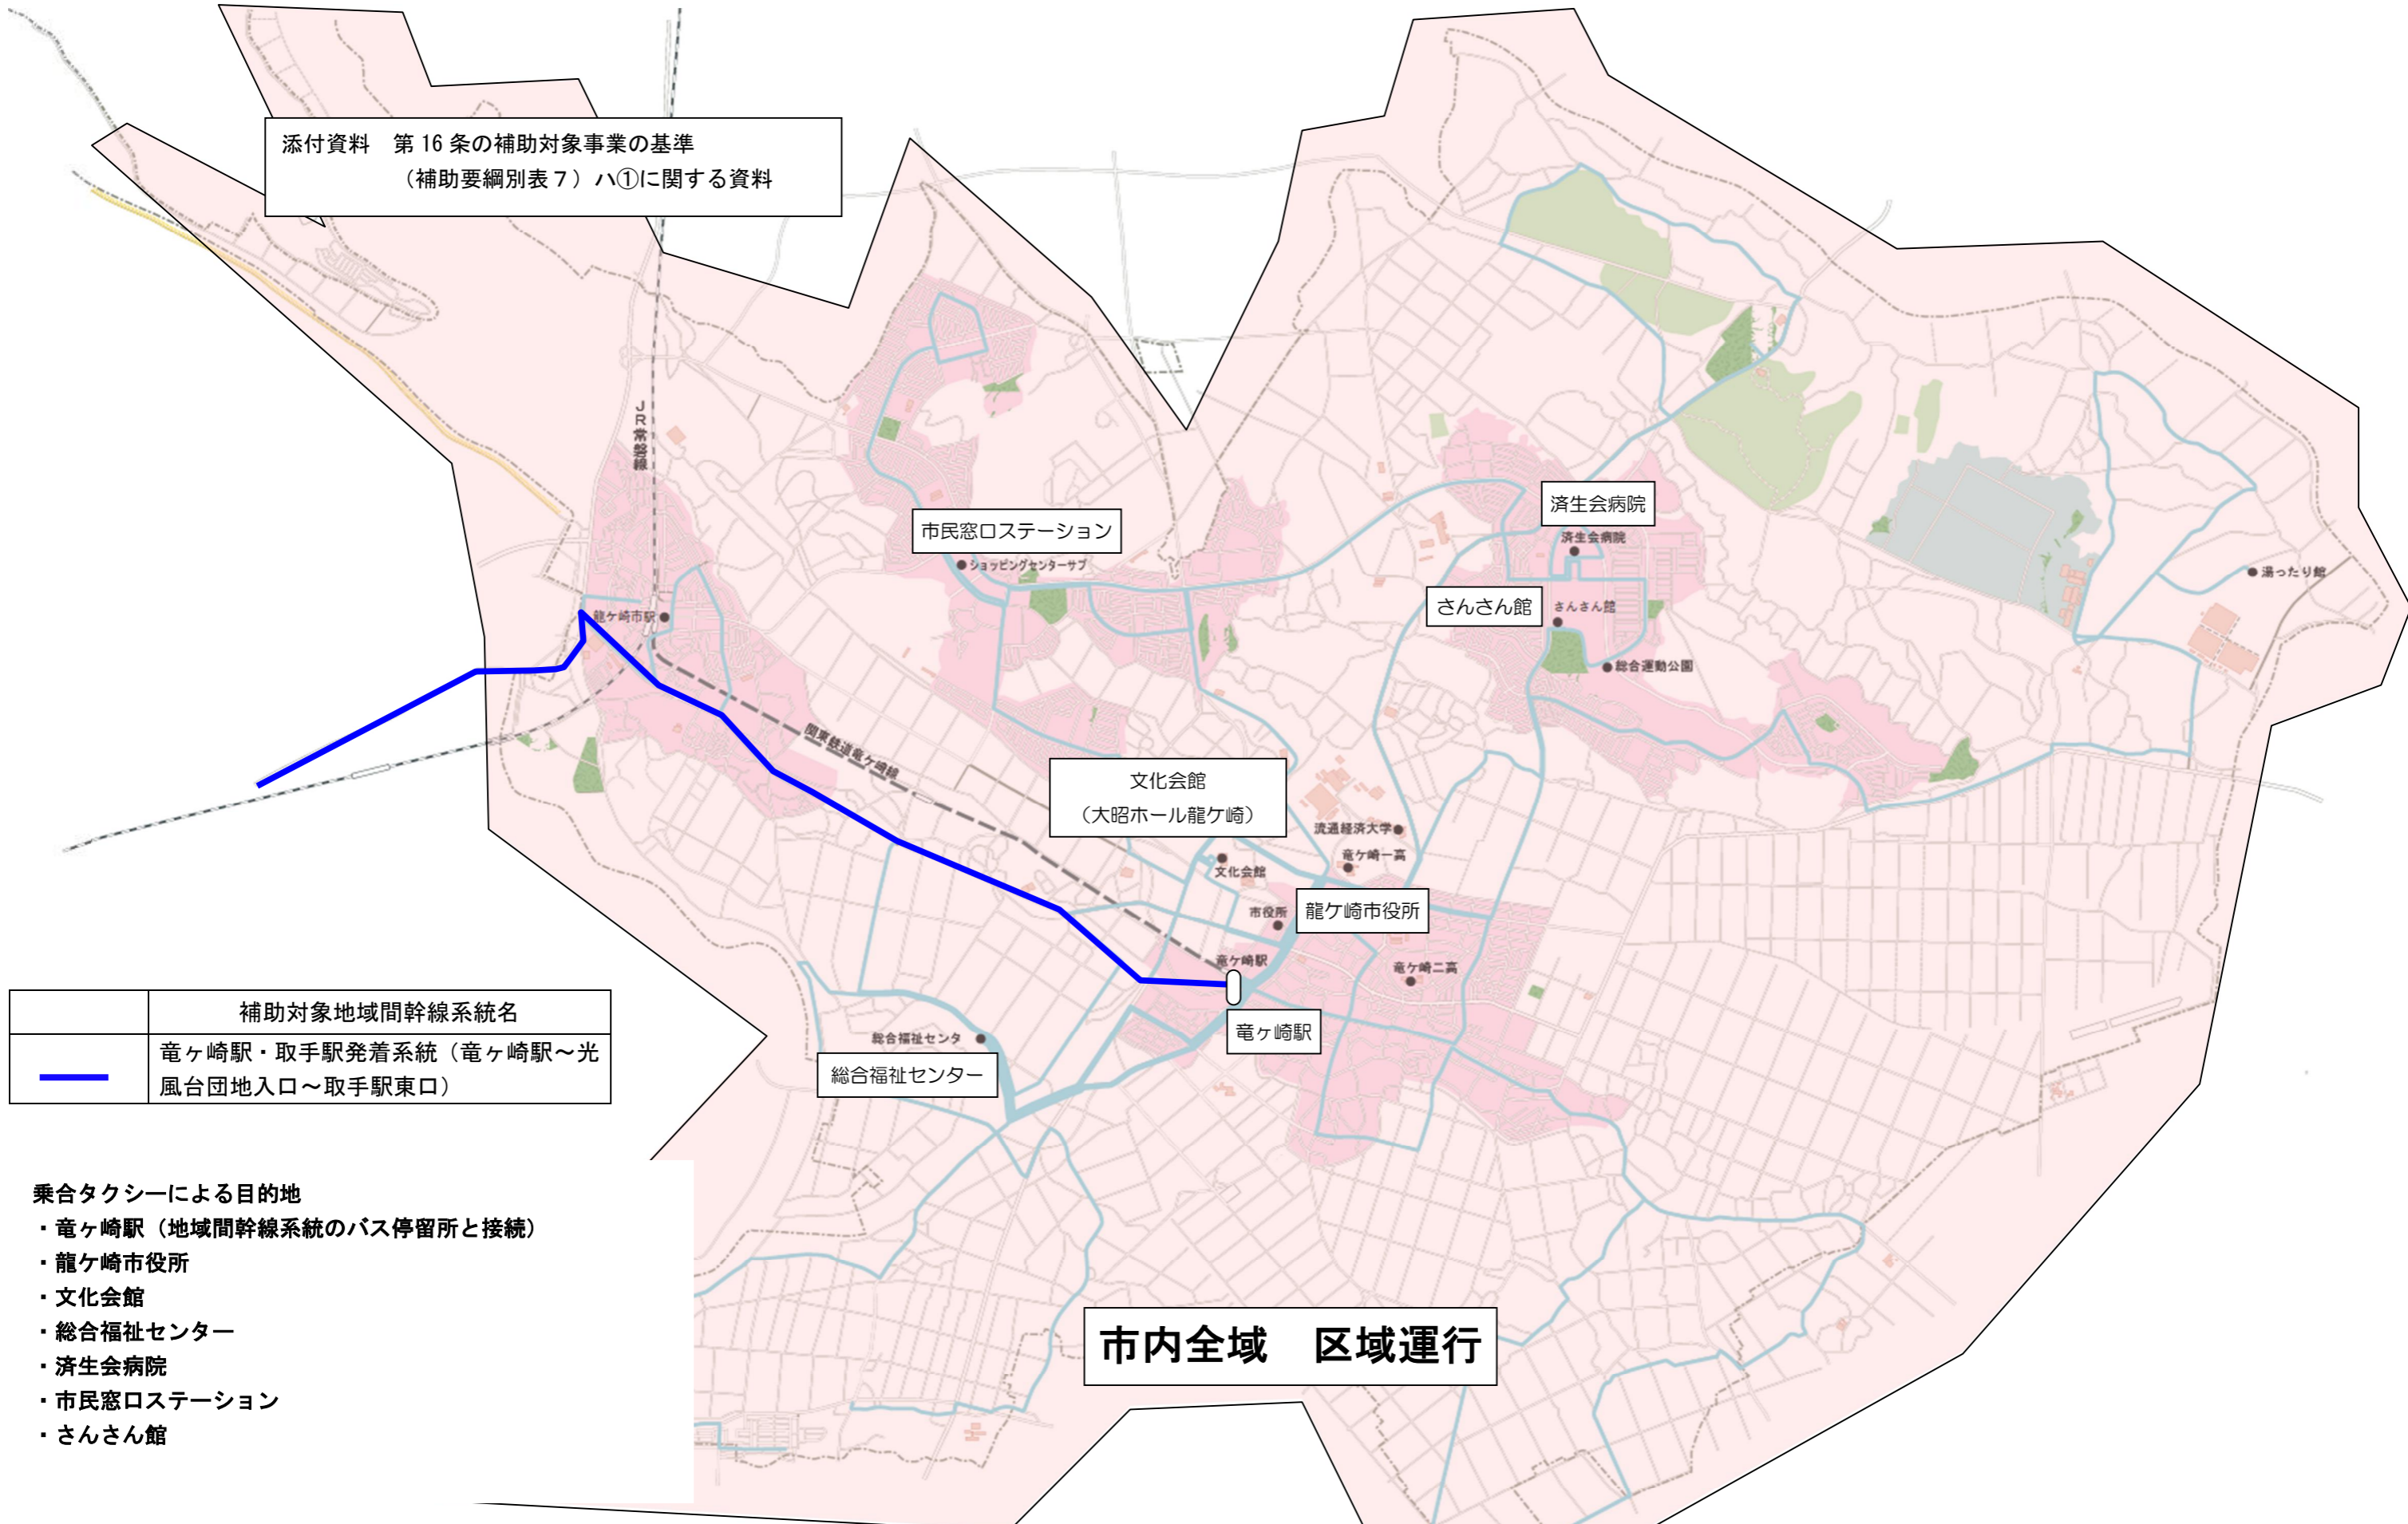 添付資料　第 16 条の補助対象事業の基準
（補助要綱別表７）ハ①に関する資料
ＪＲ常磐線
市民窓口ステーション
ショッピングセンターサプラ
済生会病院
済生会病院
さんさん館
さんさん館
総合運動公園
湯ったり館
龍ケ崎市駅
関東鉄道竜ケ崎線
文化会館
（大昭ホール龍ケ崎）
流通経済大学
竜ケ崎一高
文化会館
市役所
龍ケ崎市役所
竜ケ崎駅
竜ケ崎二高
竜ヶ崎駅
総合福祉センタ
総合福祉センター
補助対象地域間幹線系統名
竜ヶ崎駅・取手駅発着系統（竜ヶ崎駅～光
風台団地入口～取手駅東口）
乗合タクシーによる目的地
・竜ヶ崎駅（地域間幹線系統のバス停留所と接続）
・龍ケ崎市役所
・文化会館
・総合福祉センター
・済生会病院
・市民窓口ステーション
・さんさん館
市内全域　区域運行